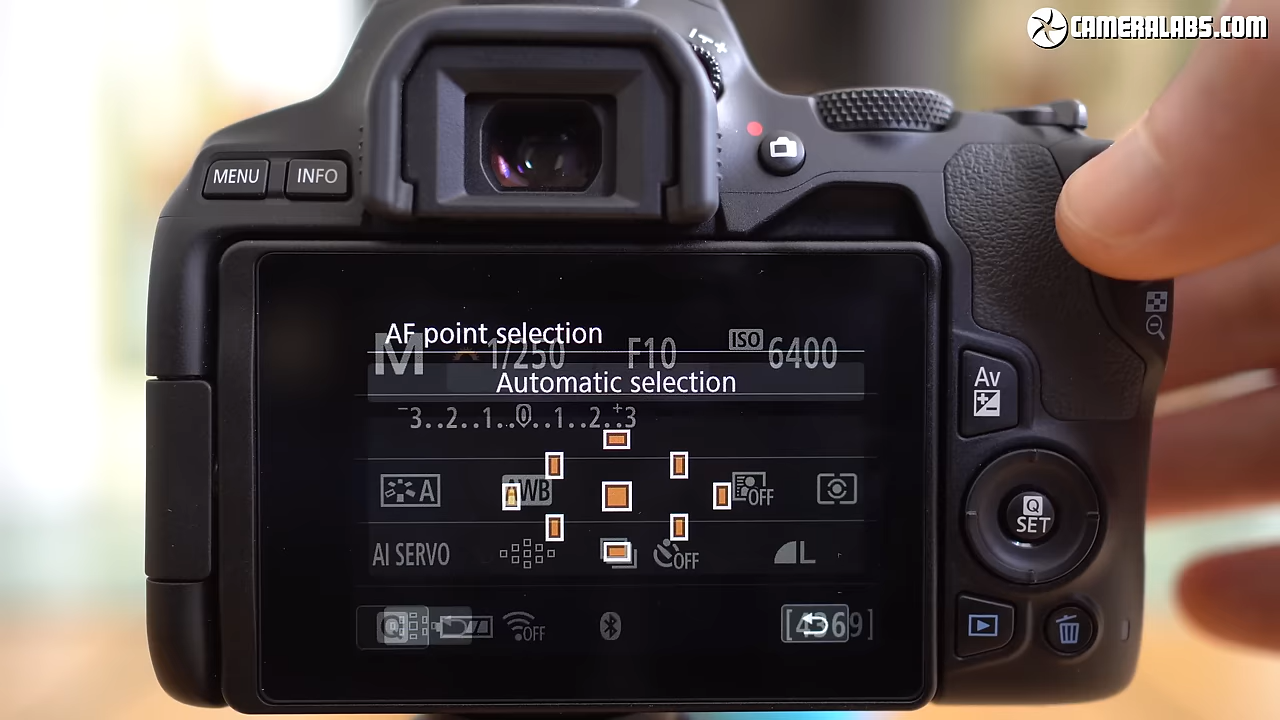 CAMERALABS.COM
MENU
INFO
AF point selection
M 1/250 F10 ISO 6400
Automatic selection
-3..2..1..0..1..2..+3
A AWB OFF
AI SERVO OFF L
Q OFF [4369]
Av
Q
SET